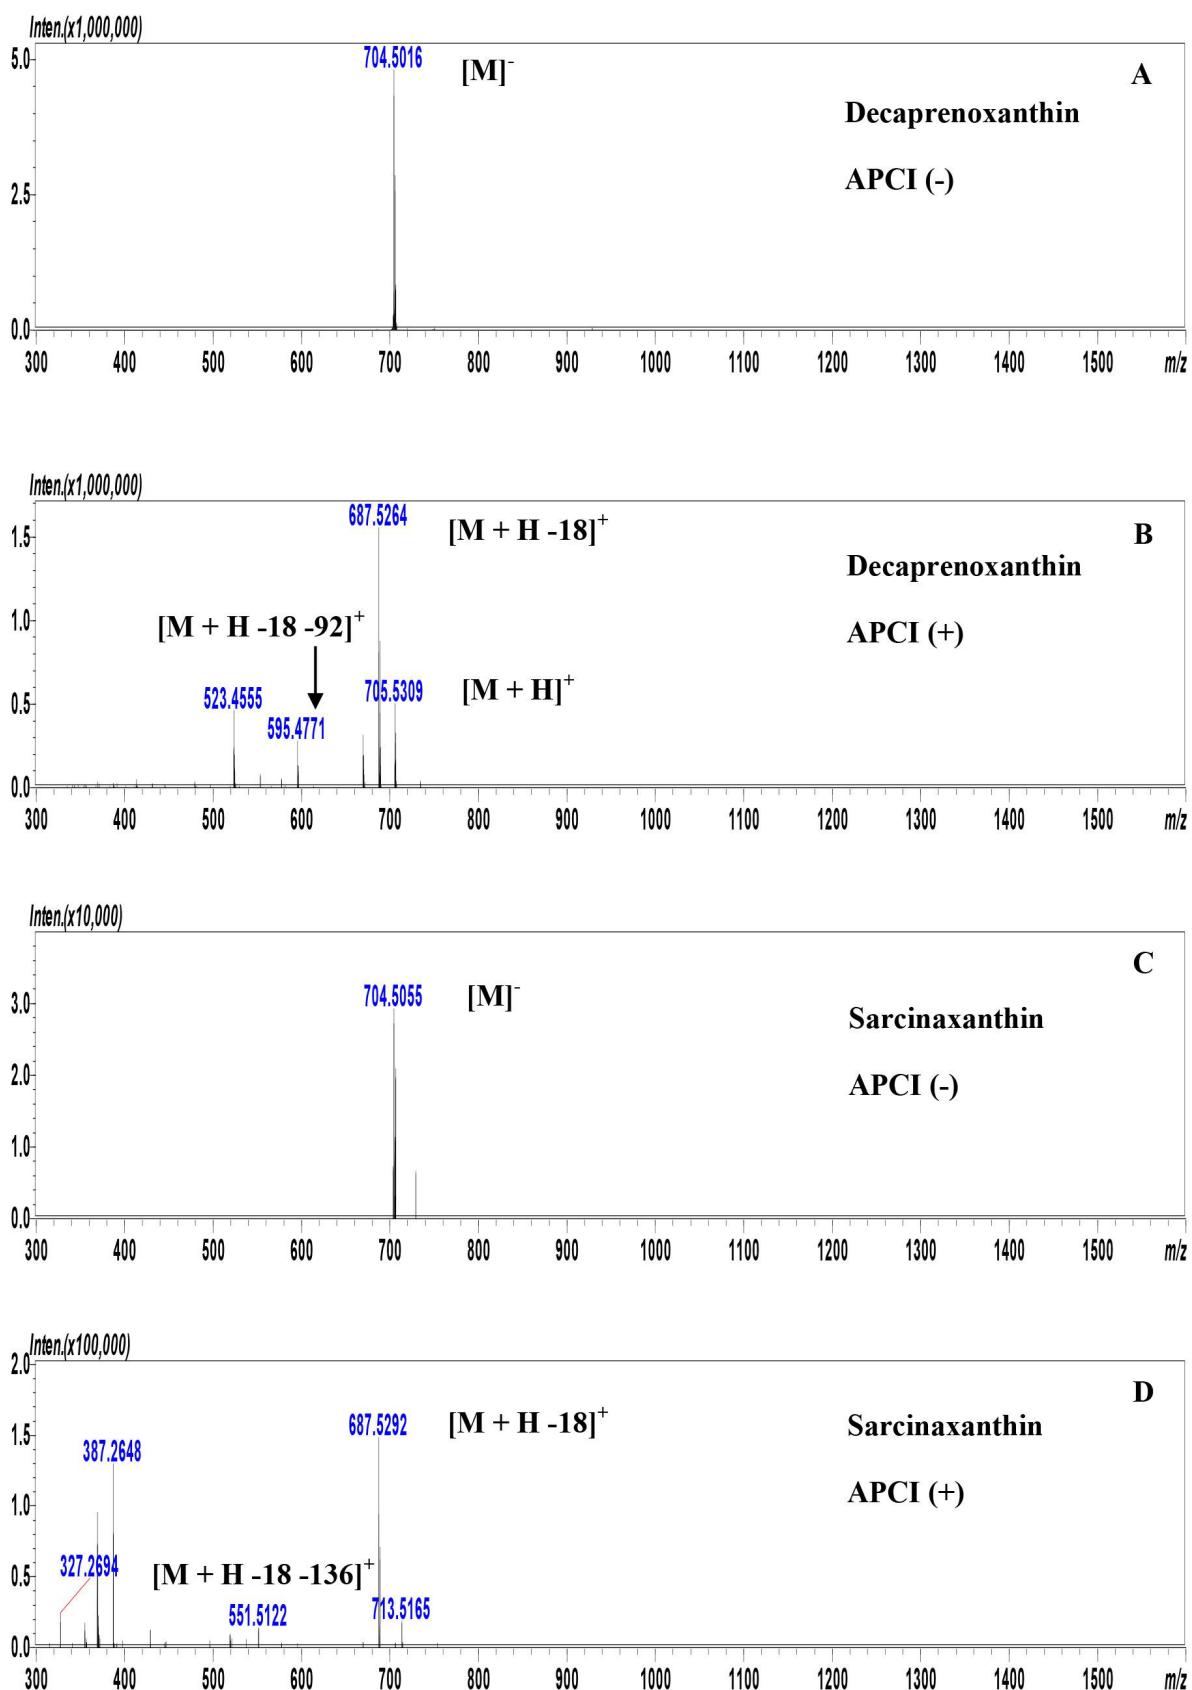 Inten.(x1,000,000)
5.0
704.5016
[M]⁻
A
Decaprenoxanthin
APCI (-)
2.5
0.0
300 400 500 600 700 800 900 1000 1100 1200 1300 1400 1500 m/z
Inten.(x1,000,000)
687.5264
[M + H -18]⁺
B
1.5
Decaprenoxanthin
1.0
[M + H -18 -92]⁺
APCI (+)
523.4555
705.5309
[M + H]⁺
0.5
595.4771
0.0
300 400 500 600 700 800 900 1000 1100 1200 1300 1400 1500 m/z
Inten.(x10,000)
C
3.0
704.5055
[M]⁻
Sarcinaxanthin
2.0
APCI (-)
1.0
0.0
300 400 500 600 700 800 900 1000 1100 1200 1300 1400 1500 m/z
Inten.(x100,000)
2.0
D
687.5292
[M + H -18]⁺
Sarcinaxanthin
1.5
387.2648
APCI (+)
1.0
327.2694
[M + H -18 -136]⁺
0.5
551.5122
713.5165
0.0
300 400 500 600 700 800 900 1000 1100 1200 1300 1400 1500 m/z